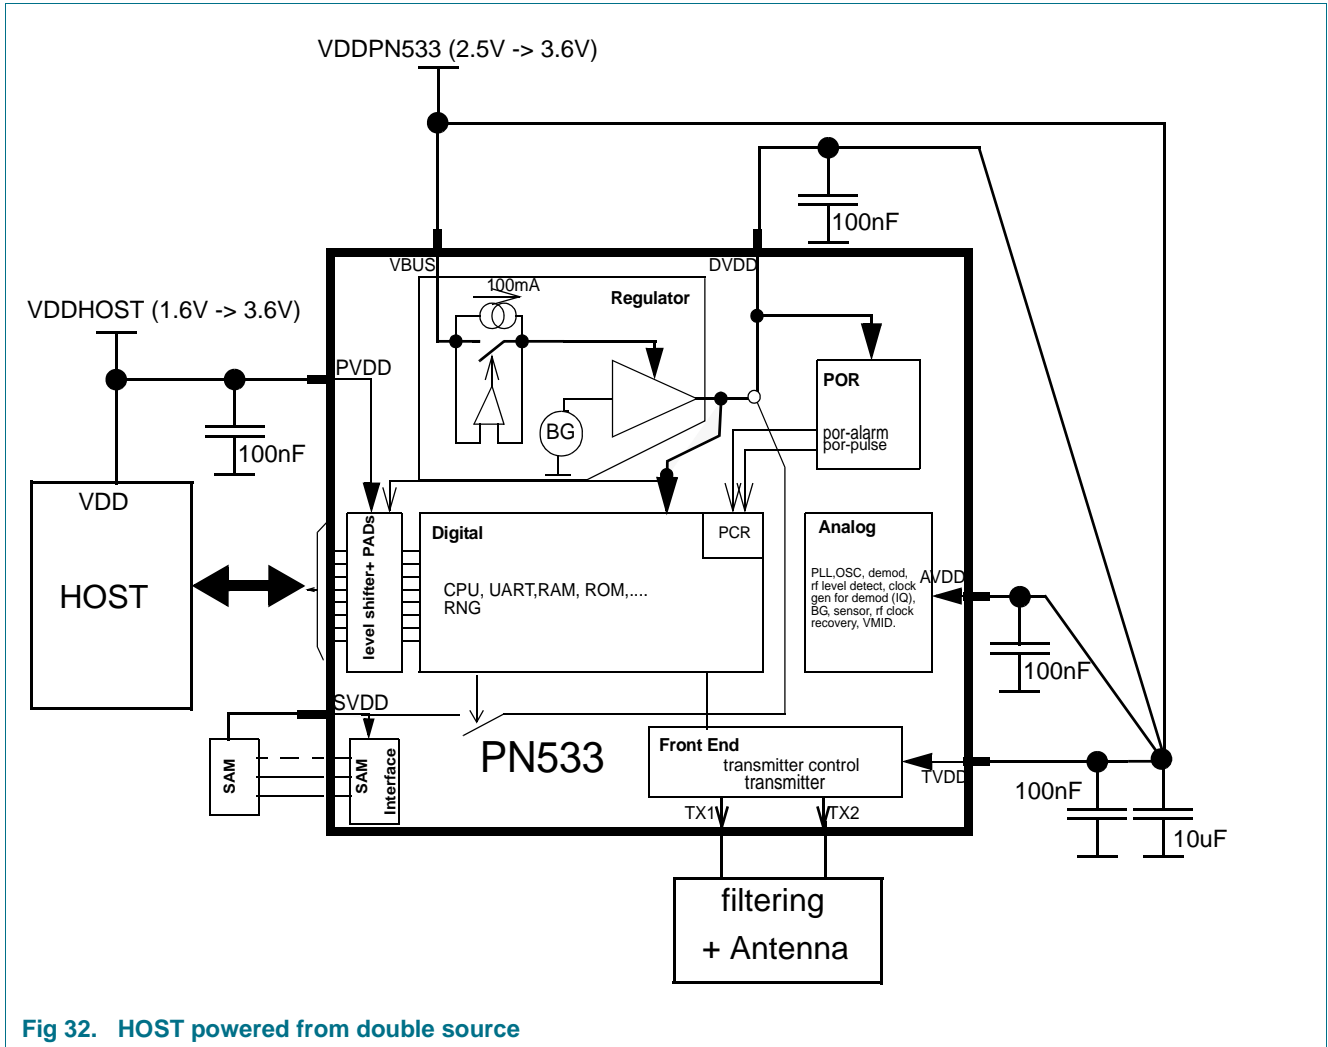 VDDPN533 (2.5V -> 3.6V)
100nF
VBUS
DVDD
100mA
Regulator
VDDHOST (1.6V -> 3.6V)
PVDD
POR
BG
por-alarm
por-pulse
100nF
VDD
HOST
level shifter+ PADs
Digital
PCR
CPU, UART,RAM, ROM,....
RNG
Analog
PLL,OSC, demod,
rf level detect, clock
gen for demod (IQ),
BG, sensor, rf clock
recovery, VMID.
AVDD
100nF
SVDD
SAM
SAM
Interface
PN533
Front End
transmitter control
transmitter
TVDD
TX1
TX2
100nF
10uF
filtering
+ Antenna
Fig 32. HOST powered from double source